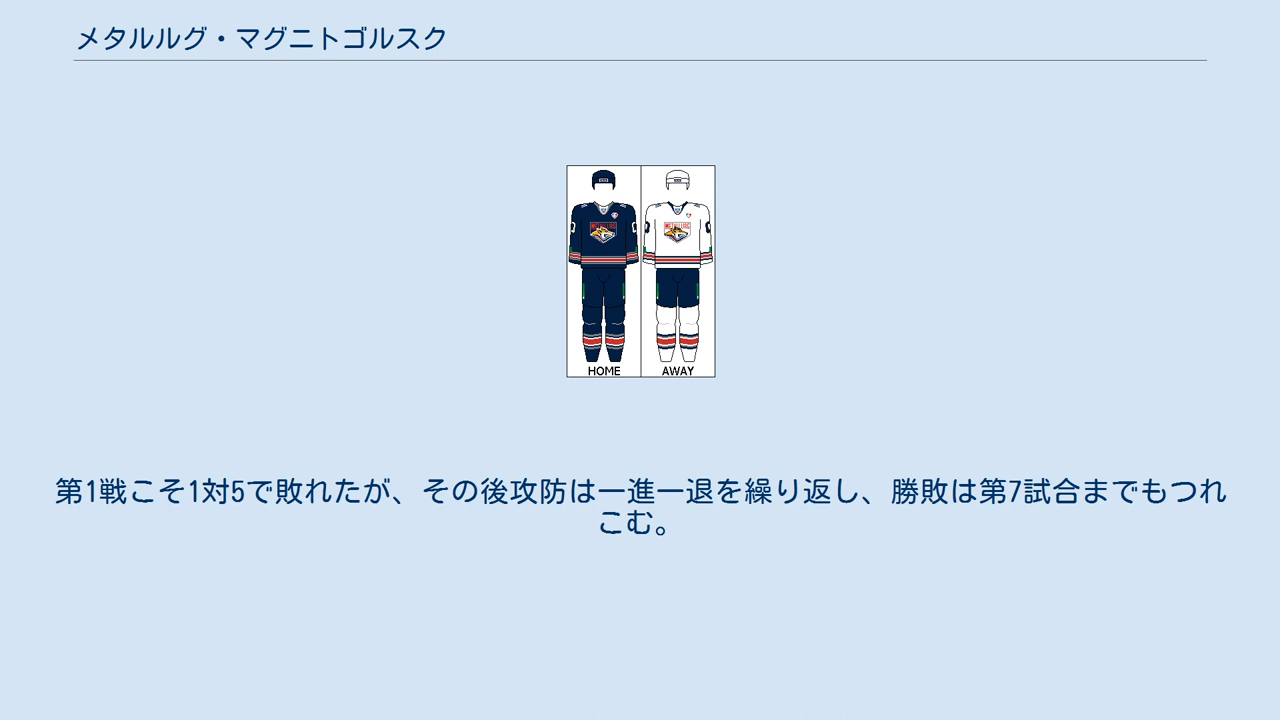 メタルルグ・マグニトゴルスク
HOME AWAY
第1戦こそ1対5で敗れたが、その後攻防は一進一退を繰り返し、勝敗は第7試合までもつれ
こむ。